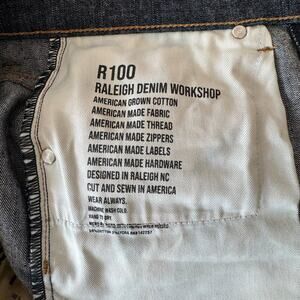 R100
RALEIGH DENIM WORKSHOP
AMERICAN GROWN COTTON
AMERICAN MADE FABRIC
AMERICAN MADE THREAD
AMERICAN MADE ZIPPERS
AMERICAN MADE LABELS
AMERICAN MADE HARDWARE
DESIGNED IN RALEIGH NC
CUT AND SEWN IN AMERICA
WEAR ALWAYS.
MACHINE WASH COLD.
HANG TO DRY.